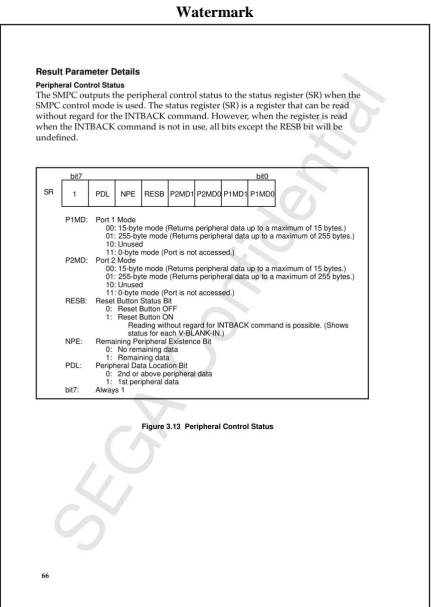 Watermark
Result Parameter Details
Peripheral Control Status
The SMPC outputs the peripheral control status to the status register (SR) when the
SMPC control mode is used. The status register (SR) is a register that can be read
without regard for the INTBACK command. However, when the register is read
when the INTBACK command is not in use, all bits except the RESB bit will be
undefined.
bit7 bit0
SR 1 PDL NPE RESB P2MD1 P2MD0 P1MD1 P1MD0
P1MD: Port 1 Mode
00: 15-byte mode (Returns peripheral data up to a maximum of 15 bytes.)
01: 255-byte mode (Returns peripheral data up to a maximum of 255 bytes.)
10: Unused
11: 0-byte mode (Port is not accessed.)
P2MD: Port 2 Mode
00: 15-byte mode (Returns peripheral data up to a maximum of 15 bytes.)
01: 255-byte mode (Returns peripheral data up to a maximum of 255 bytes.)
10: Unused
11: 0-byte mode (Port is not accessed.)
RESB: Reset Button Status Bit
0: Reset Button OFF
1: Reset Button ON
Reading without regard for INTBACK command is possible. (Shows
status for each V-BLANK-IN.)
NPE: Remaining Peripheral Existence Bit
0: No remaining data
1: Remaining data
PDL: Peripheral Data Location Bit
0: 2nd or above peripheral data
1: 1st peripheral data
bit7: Always 1
Figure 3.13 Peripheral Control Status
SEGA Confidential
66